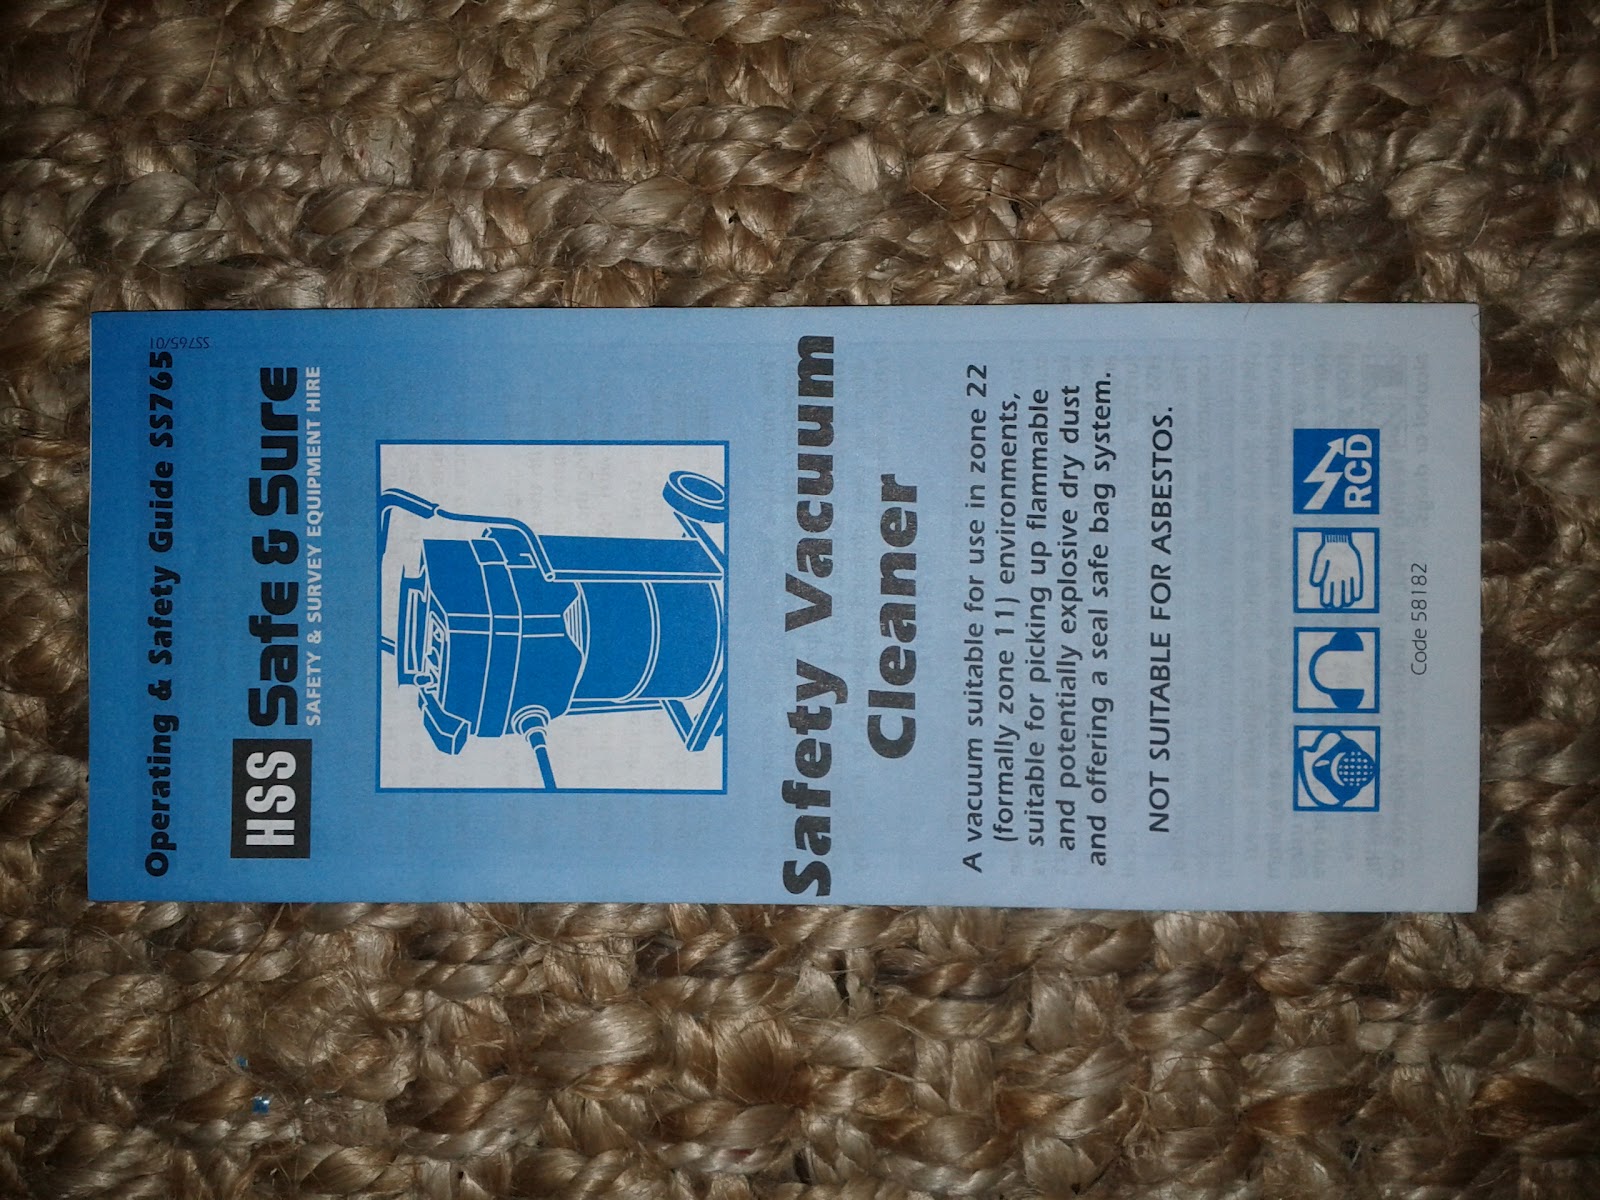 Operating & Safety Guide SS765
SS765/01
HSS Safe & Sure
SAFETY & SURVEY EQUIPMENT HIRE
Safety Vacuum
Cleaner
A vacuum suitable for use in zone 22
(formally zone 11) environments,
suitable for picking up flammable
and potentially explosive dry dust
and offering a seal safe bag system.
NOT SUITABLE FOR ASBESTOS.
RCD
Code 58182